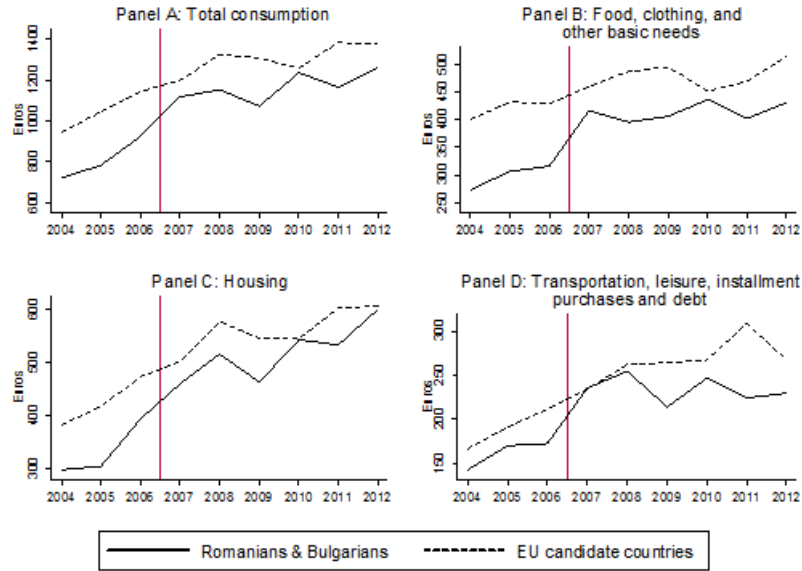 Panel A: Total consumption
Euros
1400
1200
1000
800
600
2004 2005 2006 2007 2008 2009 2010 2011 2012
Panel B: Food, clothing, and
other basic needs
Euros
500
450
400
350
300
250
2004 2005 2006 2007 2008 2009 2010 2011 2012
Panel C: Housing
Euros
600
500
400
300
2004 2005 2006 2007 2008 2009 2010 2011 2012
Panel D: Transportation, leisure, installment
purchases and debt
Euros
300
250
200
150
2004 2005 2006 2007 2008 2009 2010 2011 2012
Romanians & Bulgarians
EU candidate countries